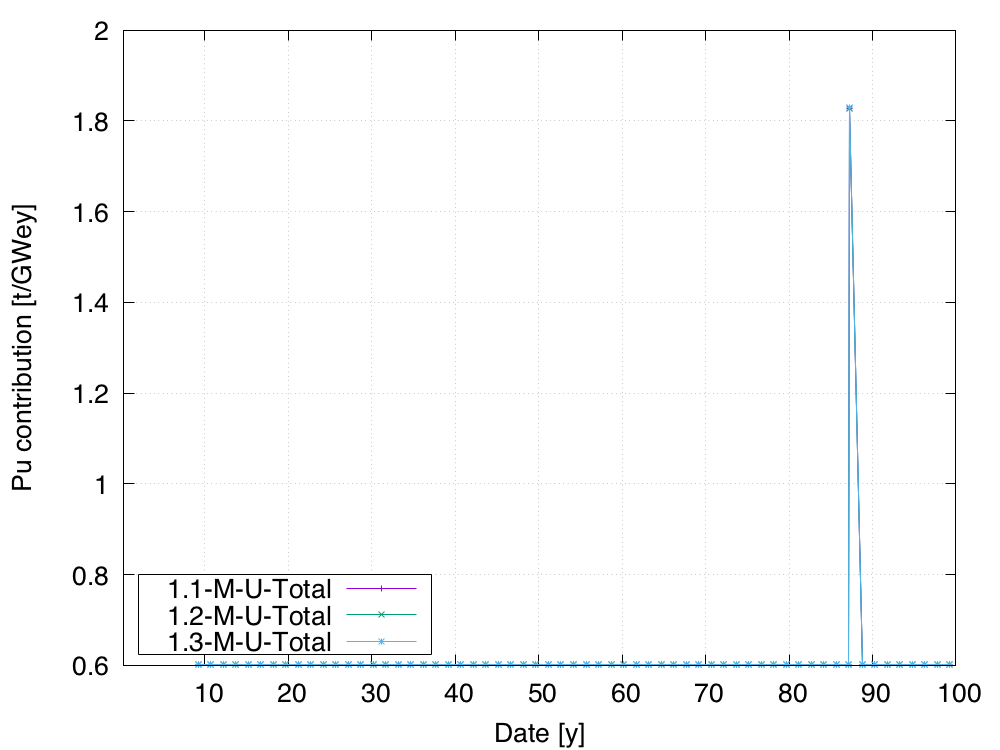 2
1.8
1.6
1.4
1.2
1
0.8
0.6
Pu contribution [t/GWey]
1.1-M-U-Total
1.2-M-U-Total
1.3-M-U-Total
10 20 30 40 50 60 70 80 90 100
Date [y]